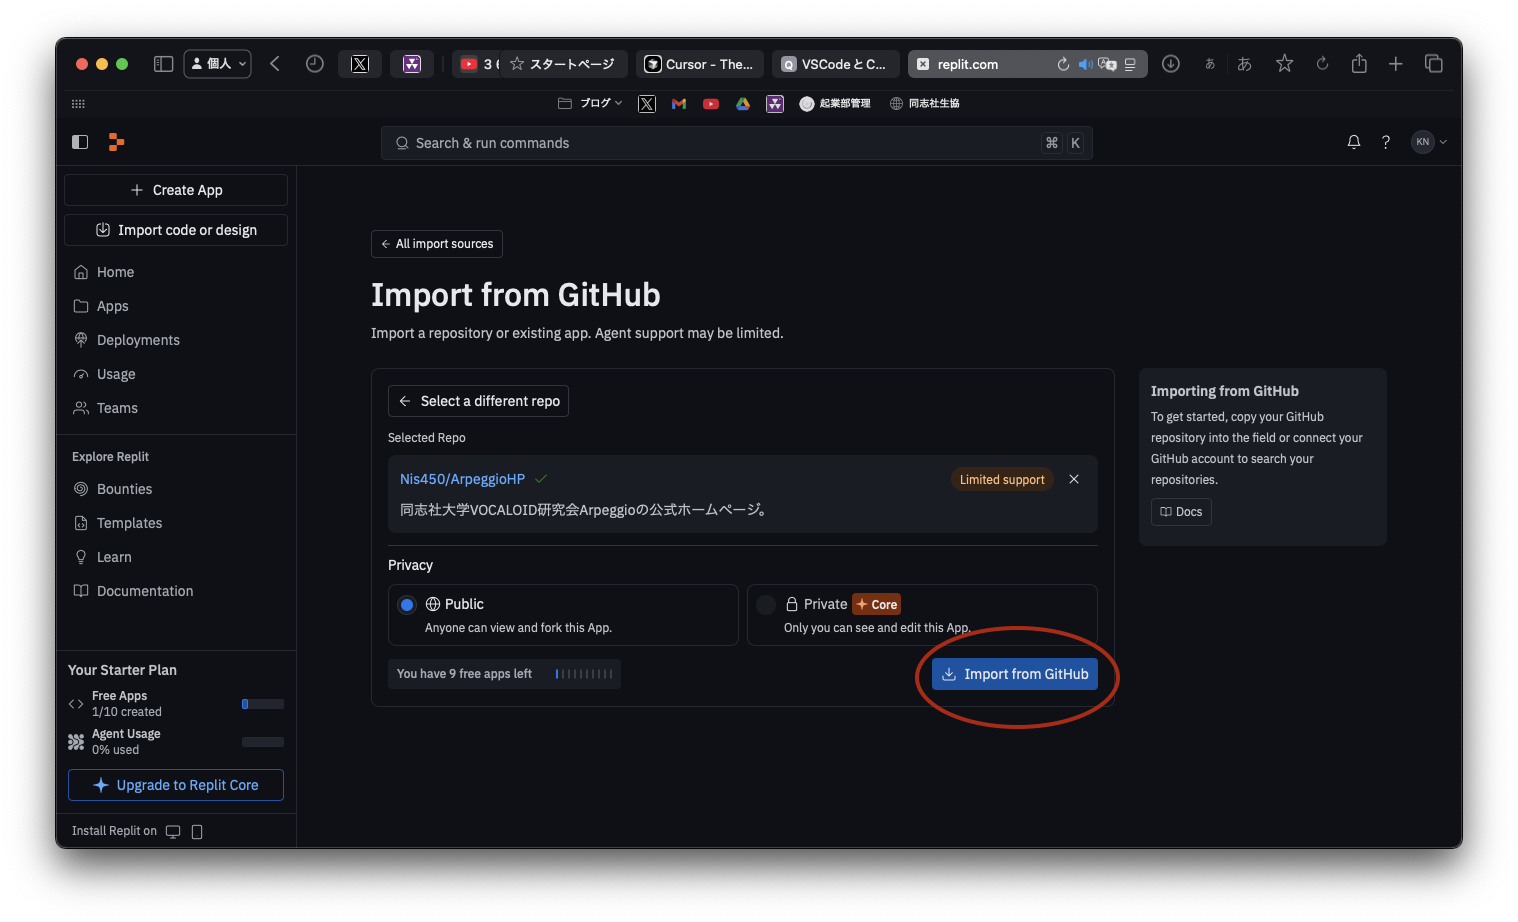 個人
3 6
スタートページ
Cursor - The...
VSCode と C...
replit.com
あ
あ
ブログ
起業部管理
同志社生協
Search & run commands
⌘ K
?
KN
Create App
Import code or design
Home
Apps
Deployments
Usage
Teams
Explore Replit
Bounties
Templates
Learn
Documentation
Your Starter Plan
Free Apps
1/10 created
Agent Usage
0% used
Upgrade to Replit Core
Install Replit on
All import sources
Import from GitHub
Import a repository or existing app. Agent support may be limited.
Select a different repo
Selected Repo
Nis450/ArpeggioHP
Limited support
同志社大学VOCALOID研究会Arpeggioの公式ホームページ。
Privacy
Public
Anyone can view and fork this App.
Private
Core
Only you can see and edit this App.
You have 9 free apps left
Import from GitHub
Importing from GitHub
To get started, copy your GitHub
repository into the field or connect your
GitHub account to search your
repositories.
Docs